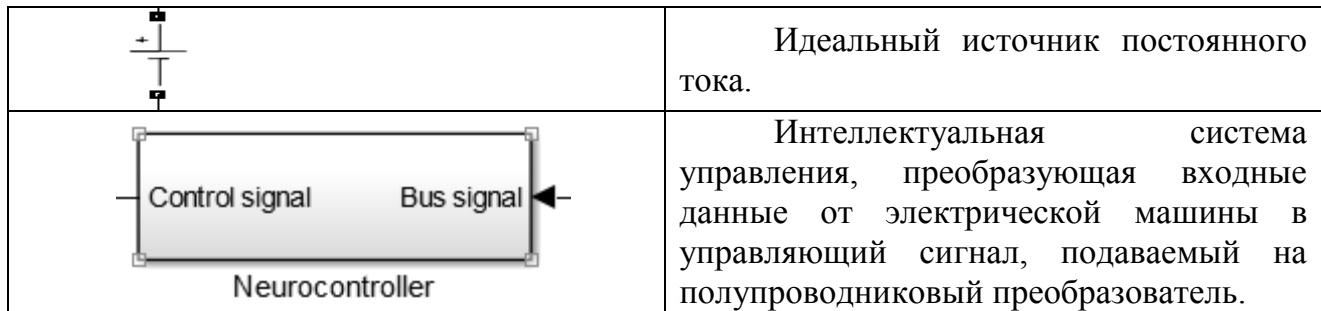 Идеальный источник постоянного
тока.
Control signal
Bus signal
Neurocontroller
Интеллектуальная система
управления, преобразующая входные
данные от электрической машины в
управляющий сигнал, подаваемый на
полупроводниковый преобразователь.